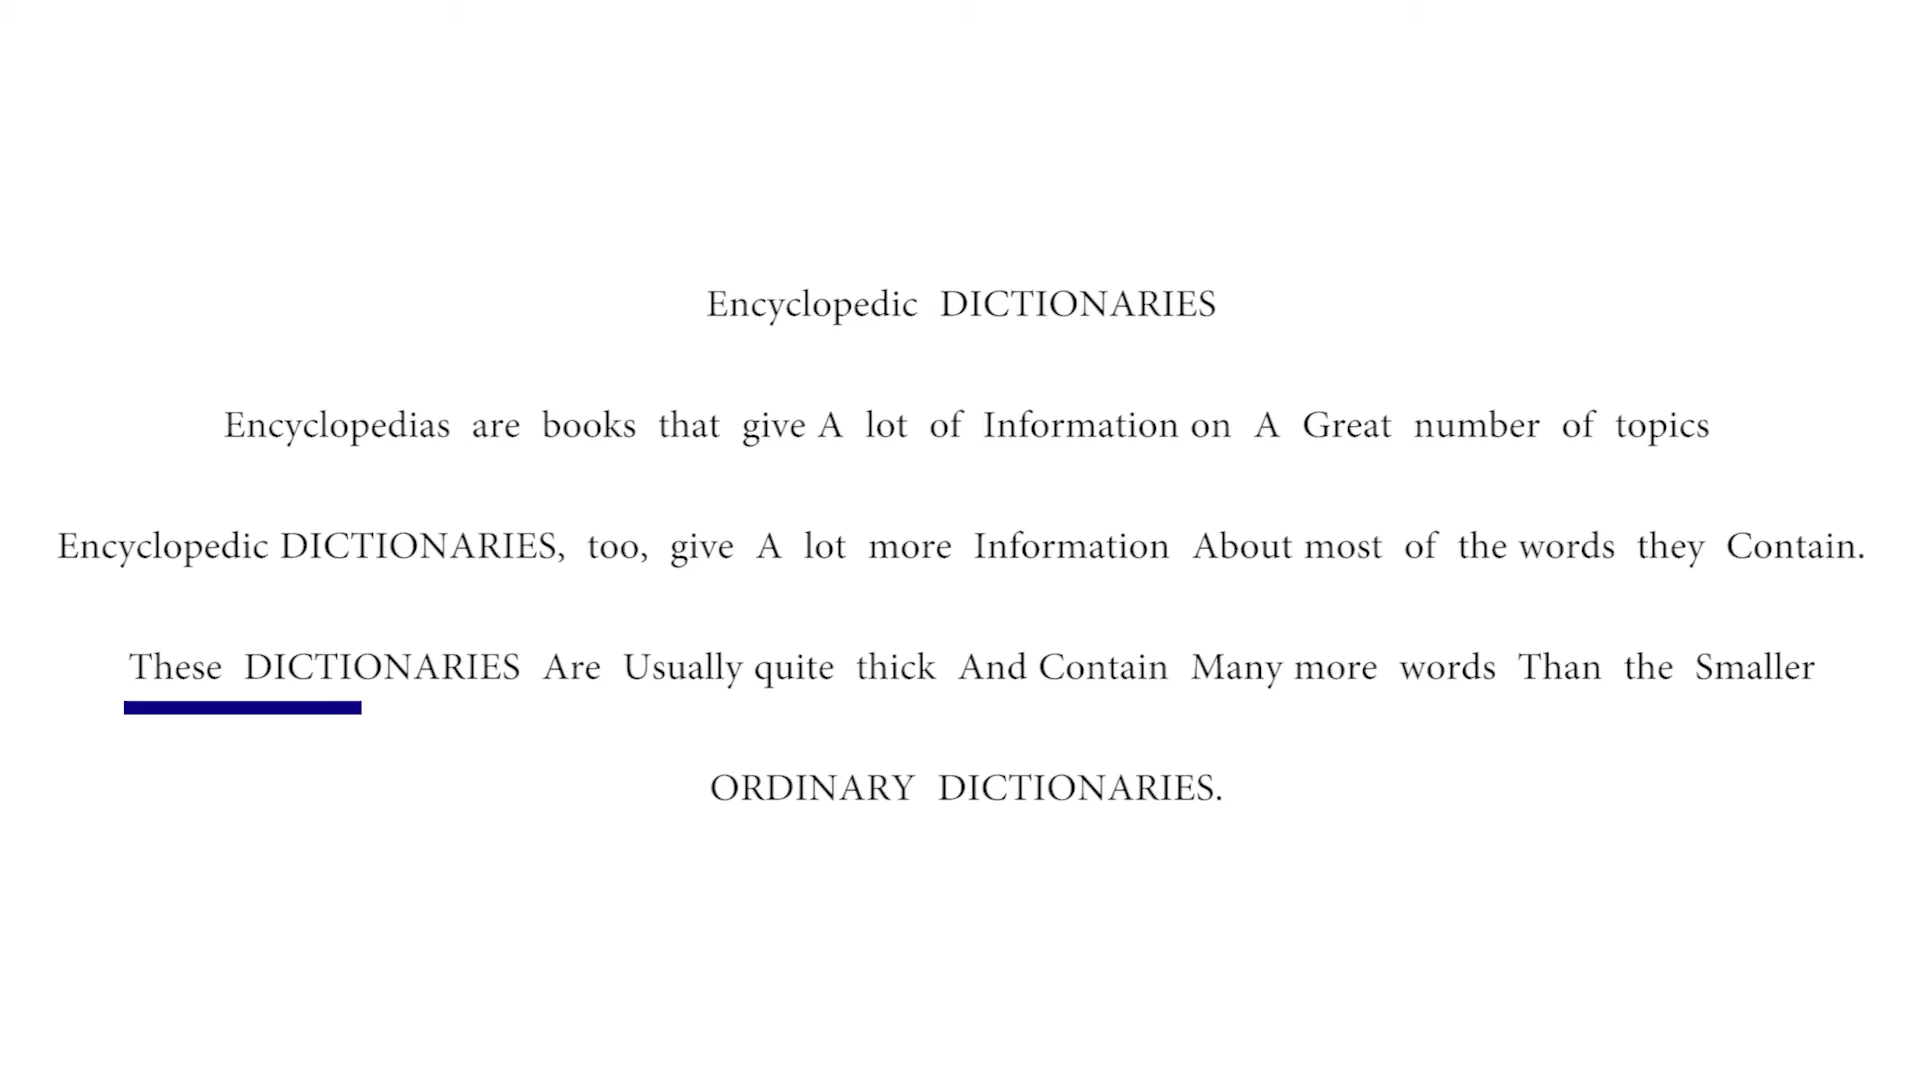 Encyclopedic DICTIONARIES
Encyclopedias are books that give A lot of Information on A Great number of topics
Encyclopedic DICTIONARIES, too, give A lot more Information About most of the words they Contain.
These DICTIONARIES Are Usually quite thick And Contain Many more words Than the Smaller
ORDINARY DICTIONARIES.